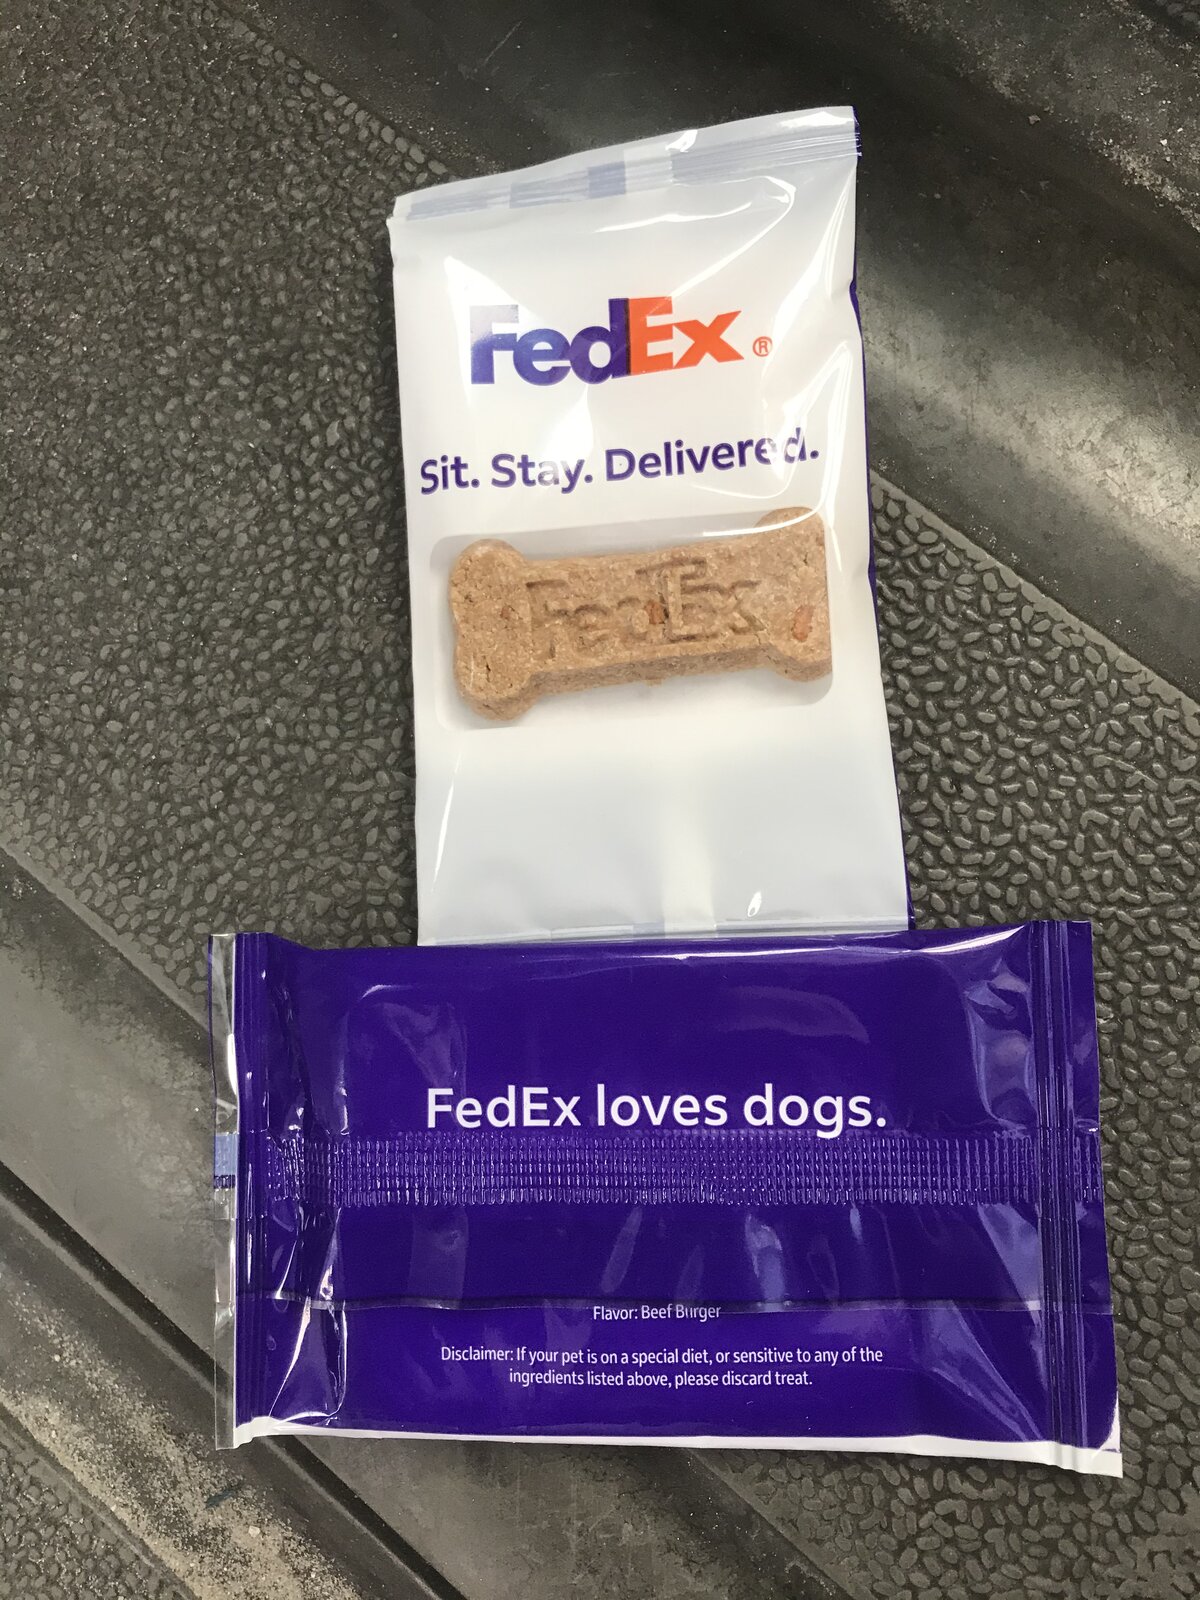 FedEx®
Sit. Stay. Delivered.
FedEx
FedEx loves dogs.
Flavor: Beef Burger
Disclaimer: If your pet is on a special diet, or sensitive to any of the
ingredients listed above, please discard treat.